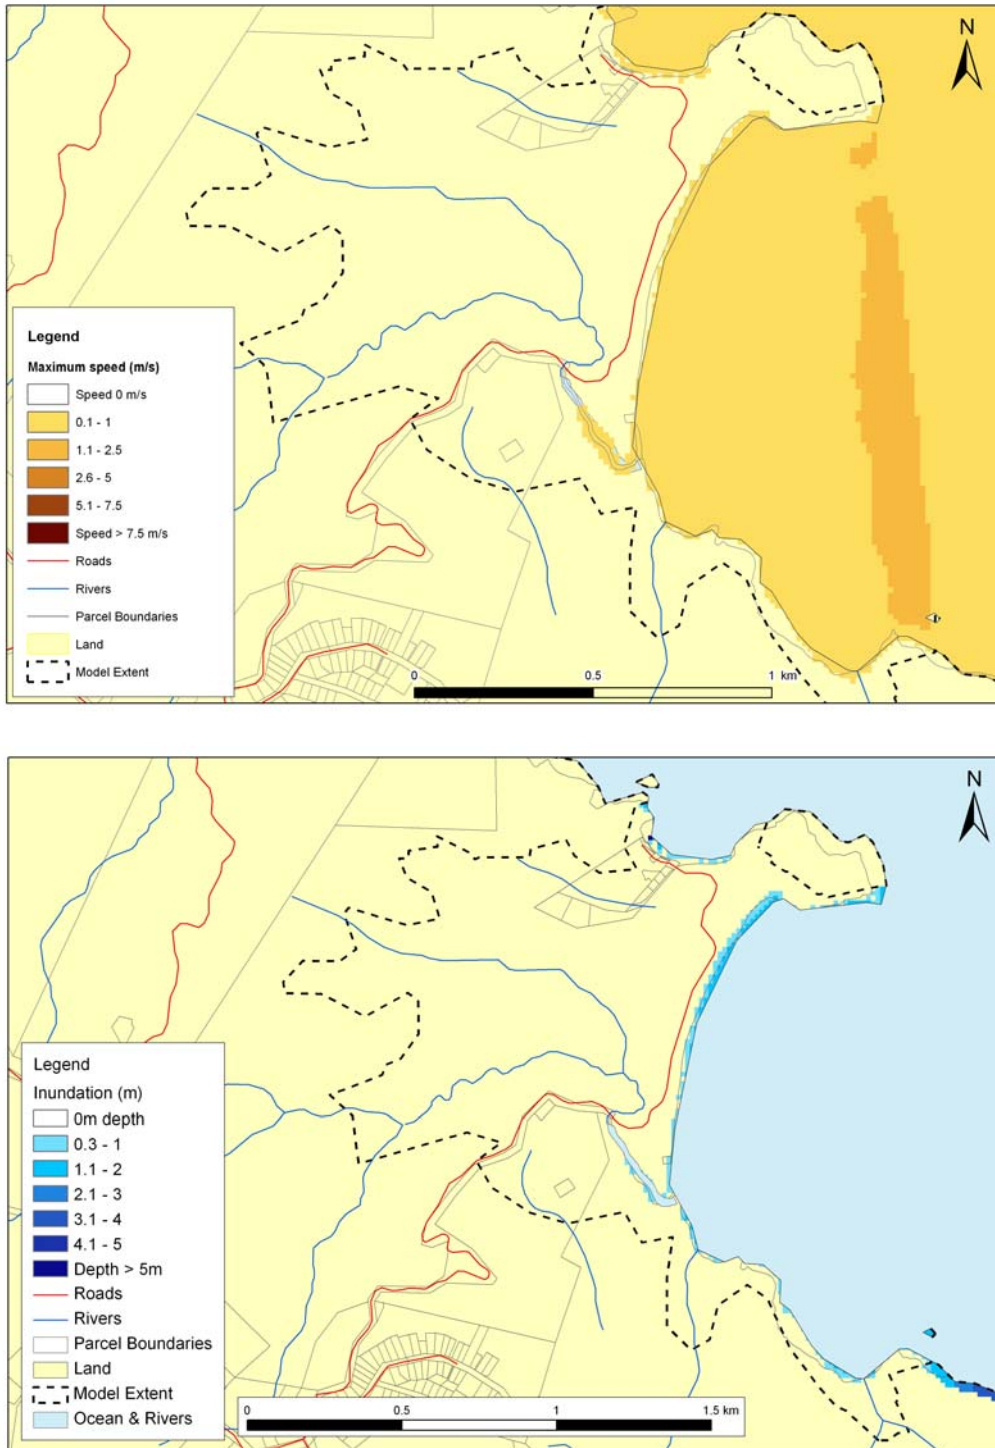 N
Legend
Maximum speed (m/s)
Speed 0 m/s
0.1 - 1
1.1 - 2.5
2.6 - 5
5.1 - 7.5
Speed > 7.5 m/s
Roads
Rivers
Parcel Boundaries
Land
Model Extent
0 0.5 1 km
N
Legend
Inundation (m)
0m depth
0.3 - 1
1.1 - 2
2.1 - 3
3.1 - 4
4.1 - 5
Depth > 5m
Roads
Rivers
Parcel Boundaries
Land
Model Extent
Ocean & Rivers
0 0.5 1 1.5 km